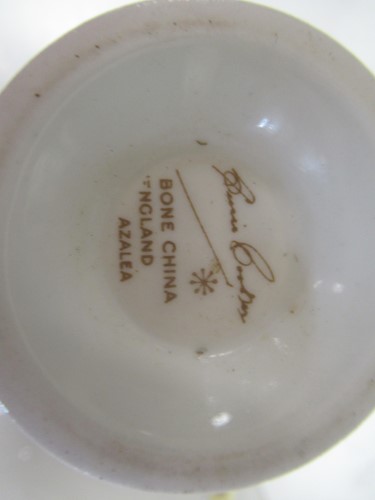 Susie Cooper
BONE CHINA
ENGLAND
AZALEA